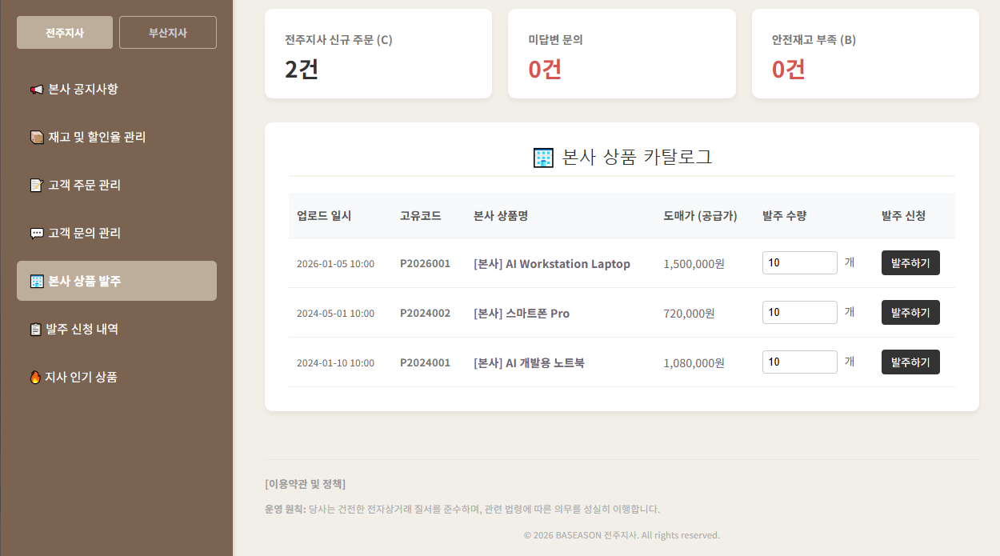 전주지사 부산지사
📢 본사 공지사항
📦 재고 및 할인율 관리
📝 고객 주문 관리
💬 고객 문의 관리
🏢 본사 상품 발주
📋 발주 신청 내역
🔥 지사 인기 상품
전주지사 신규 주문 (C)
2건
미답변 문의
0건
안전재고 부족 (B)
0건
🏢 본사 상품 카탈로그
업로드 일시 고유코드 본사 상품명 도매가 (공급가) 발주 수량 발주 신청
2026-01-05 10:00 P2026001 [본사] AI Workstation Laptop 1,500,000원 10 개 발주하기
2024-05-01 10:00 P2024002 [본사] 스마트폰 Pro 720,000원 10 개 발주하기
2024-01-10 10:00 P2024001 [본사] AI 개발용 노트북 1,080,000원 10 개 발주하기
[이용약관 및 정책]
운영 원칙: 당사는 건전한 전자상거래 질서를 준수하며, 관련 법령에 따른 의무를 성실히 이행합니다.
© 2026 BASEASON 전주지사. All rights reserved.